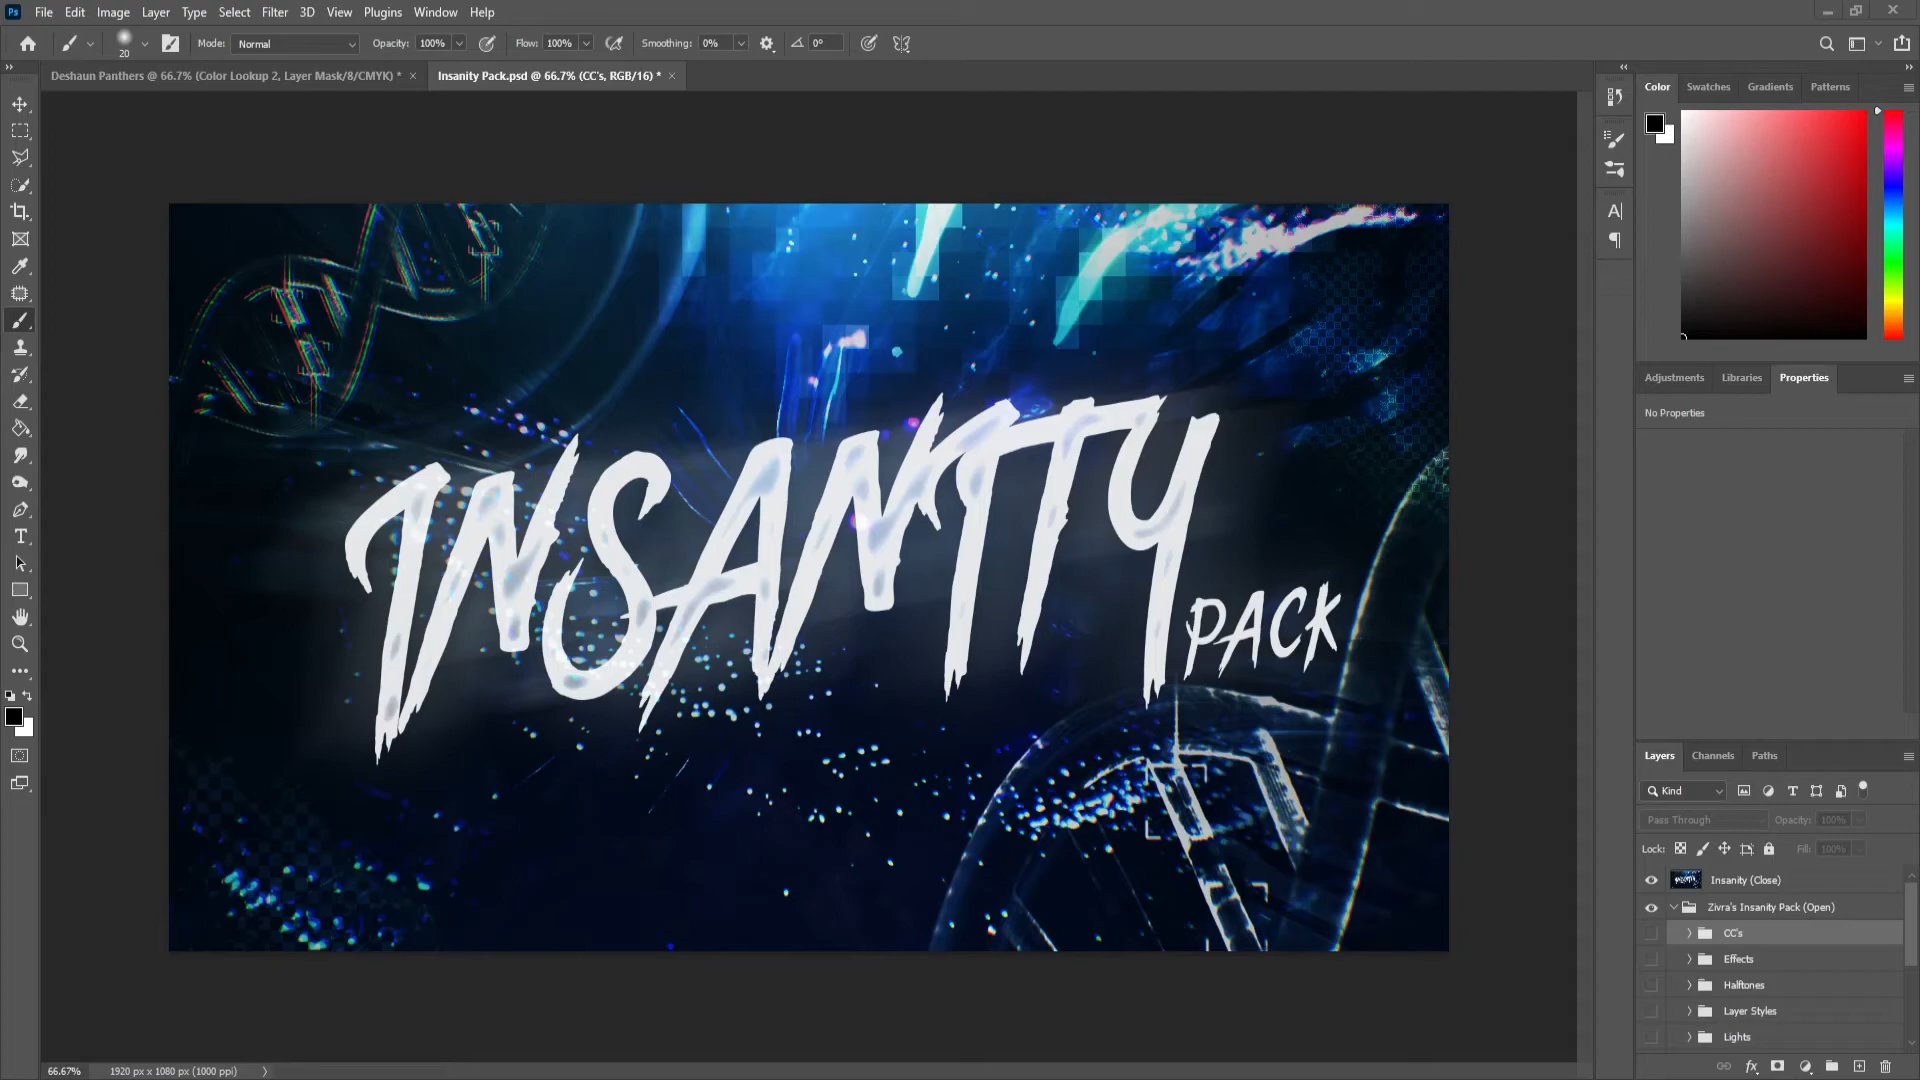 Ps File Edit Image Layer Type Select Filter 3D View Plugins Window Help
20 Mode: Normal Opacity: 100% Flow: 100% Smoothing: 0% 0°
Deshaun Panthers @ 66.7% (Color Lookup 2, Layer Mask/8/CMYK) * × Insanity Pack.psd @ 66.7% (CC's, RGB/16) * ×
Color Swatches Gradients Patterns
Adjustments Libraries Properties
No Properties
INSANITY
PACK
Layers Channels Paths
Kind
Pass Through Opacity: 100%
Lock: Fill: 100%
Insanity (Close)
Zivra's Insanity Pack (Open)
CC's
Effects
Halftones
Layer Styles
Lights
66.67% 1920 px x 1080 px (1000 ppi)